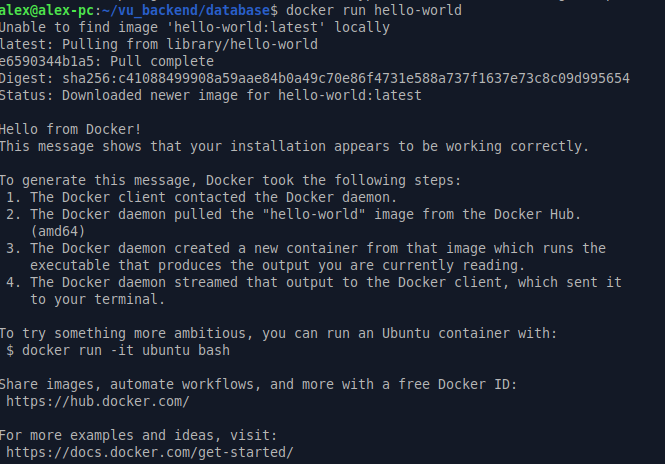 alex@alex-pc:~/vu_backend/database$ docker run hello-world
Unable to find image 'hello-world:latest' locally
latest: Pulling from library/hello-world
e6590344b1a5: Pull complete
Digest: sha256:c41088499908a59aae84b0a49c70e86f4731e588a737f1637e73c8c09d995654
Status: Downloaded newer image for hello-world:latest

Hello from Docker!
This message shows that your installation appears to be working correctly.

To generate this message, Docker took the following steps:
 1. The Docker client contacted the Docker daemon.
 2. The Docker daemon pulled the "hello-world" image from the Docker Hub.
    (amd64)
 3. The Docker daemon created a new container from that image which runs the
    executable that produces the output you are currently reading.
 4. The Docker daemon streamed that output to the Docker client, which sent it
    to your terminal.

To try something more ambitious, you can run an Ubuntu container with:
 $ docker run -it ubuntu bash

Share images, automate workflows, and more with a free Docker ID:
 https://hub.docker.com/

For more examples and ideas, visit:
 https://docs.docker.com/get-started/